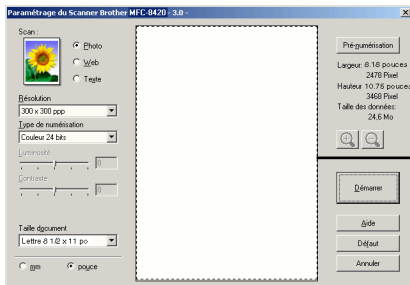 Paramétrage du Scanner Brother MFC-8420 - 3.0 -
Scan :
Photo
Web
Texte
Résolution
300 x 300 ppp
Type de numérisation
Couleur 24 bits
Luminosité
0
Contraste
0
Taille document
Lettre 8 1/2 x 11 po
mm
pouce
Pré-numérisation
Largeur: 8.18 pouces
2478 Pixel
Hauteur 10.76 pouces
3468 Pixel
Taille des données:
24,6 Mo
Démarrer
Aide
Défaut
Annuler